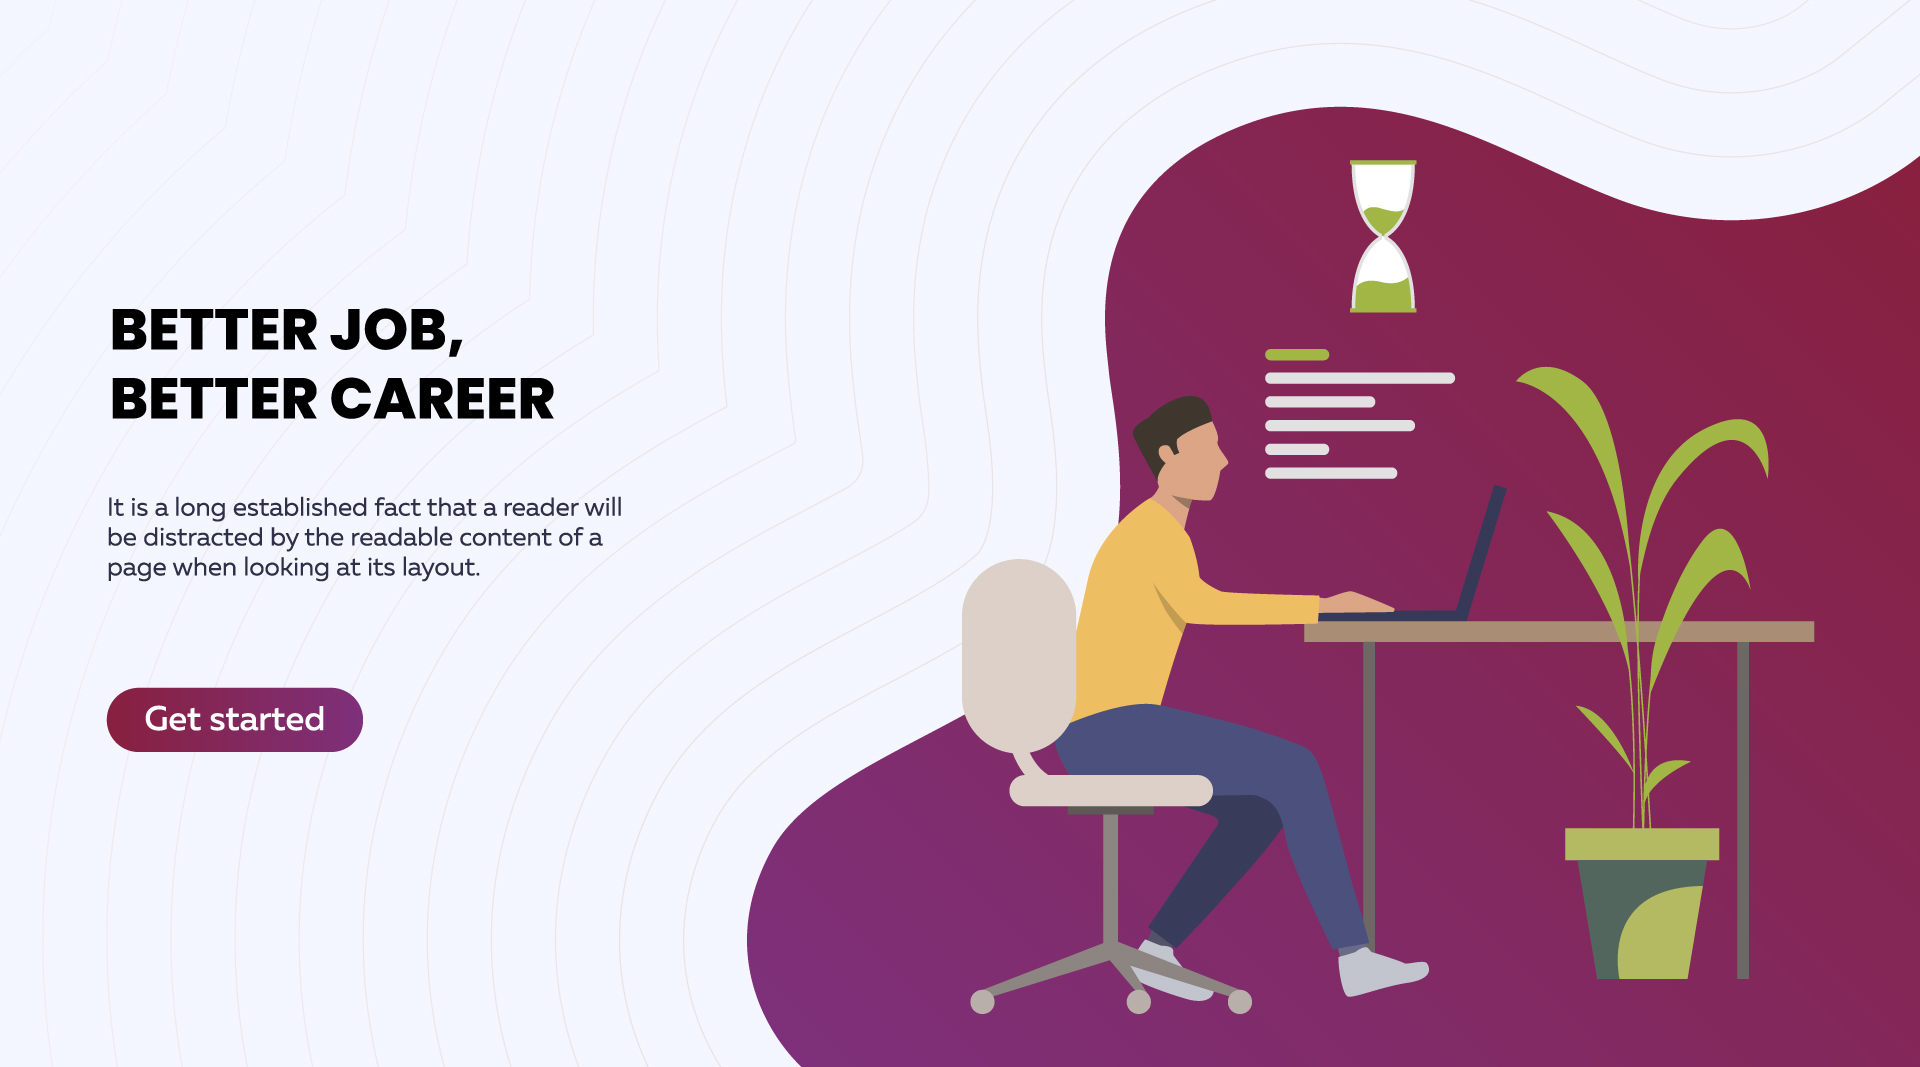 BETTER JOB,
BETTER CAREER
It is a long established fact that a reader will
be distracted by the readable content of a
page when looking at its layout.
Get started